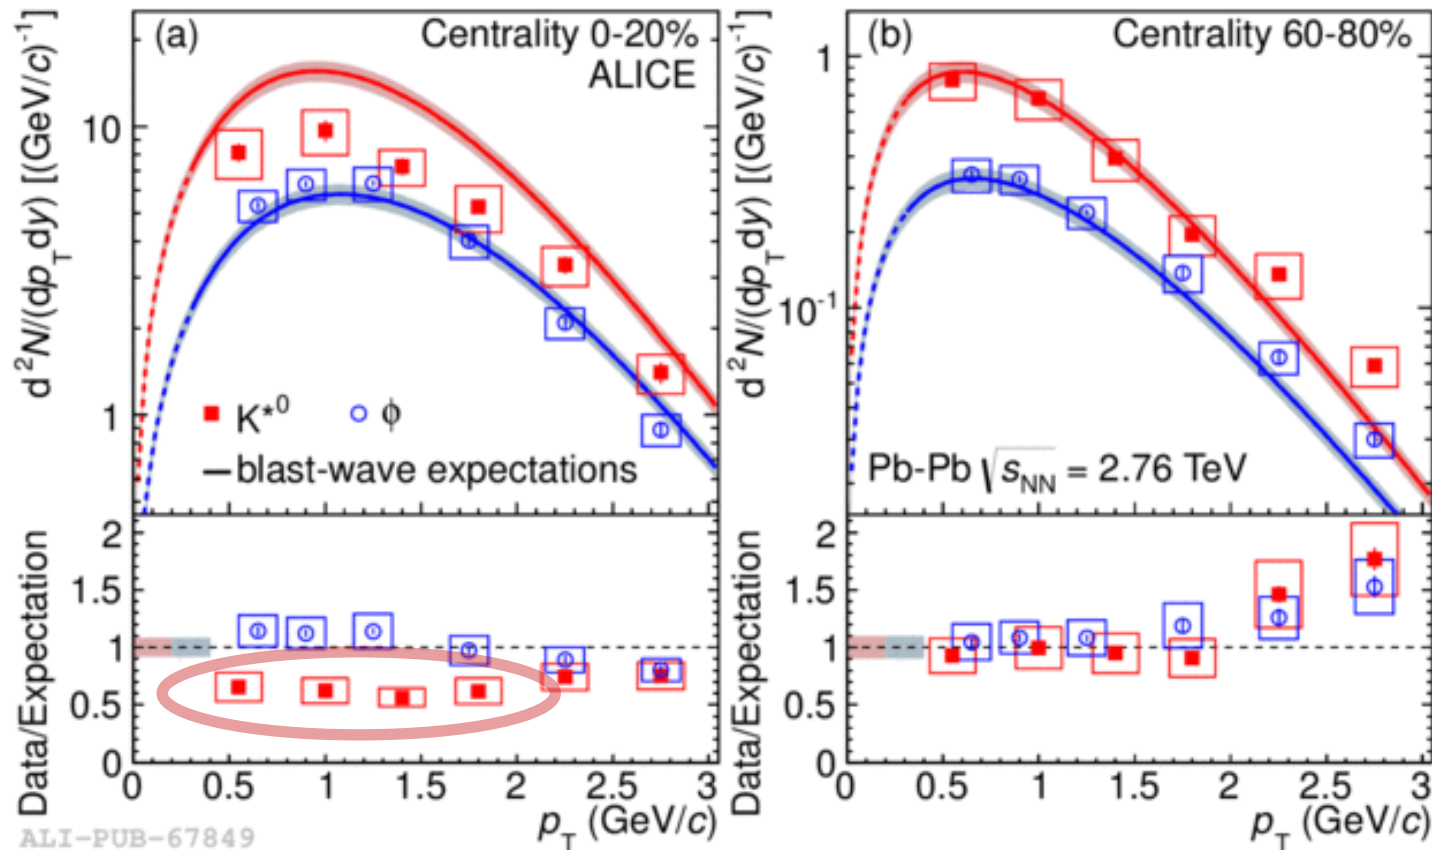 (a) Centrality 0-20%
ALICE
d²N/(dp_T dy) [(GeV/c)⁻¹]
10
1
K*⁰ ϕ
blast-wave expectations
Data/Expectation
2
1.5
1
0.5
0
0 0.5 1 1.5 2 2.5 3
p_T (GeV/c)
ALI-PUB-67849
(b) Centrality 60-80%
d²N/(dp_T dy) [(GeV/c)⁻¹]
1
10⁻¹
Pb-Pb √s_NN = 2.76 TeV
Data/Expectation
2
1.5
1
0.5
0
0 0.5 1 1.5 2 2.5 3
p_T (GeV/c)